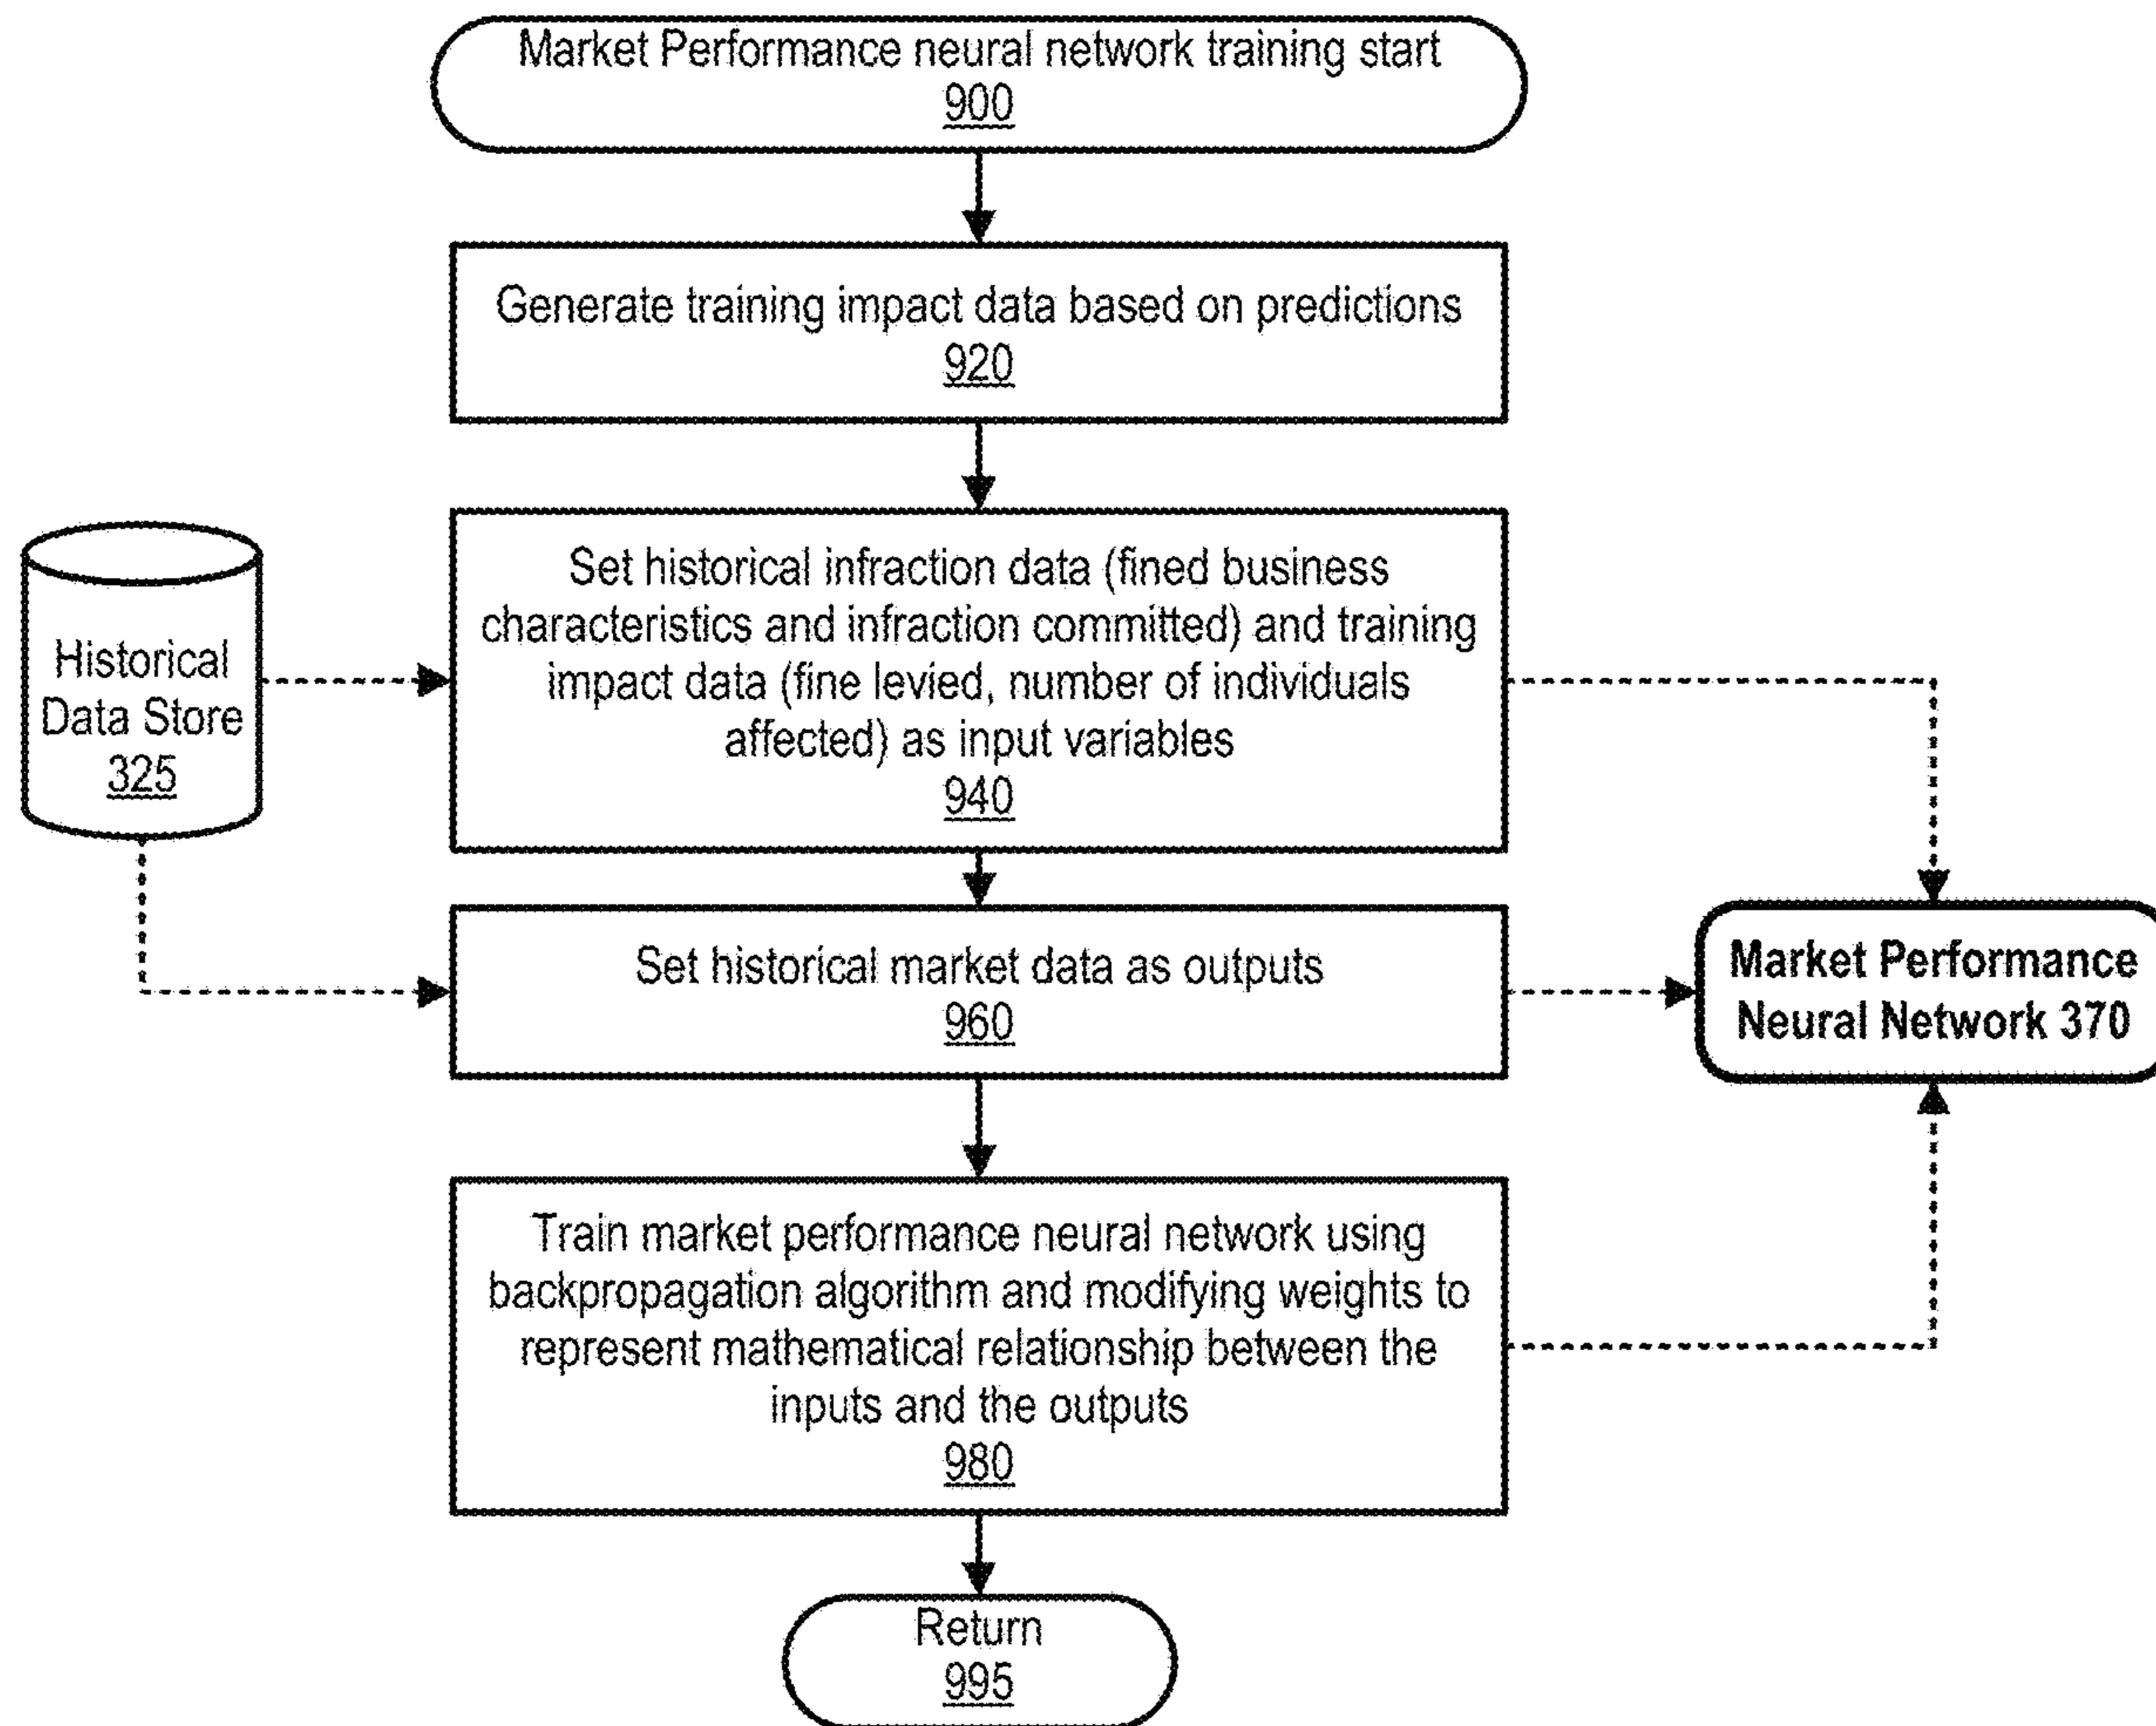 Market Performance neural network training start
900
Generate training impact data based on predictions
920
Set historical infraction data (fined business
characteristics and infraction committed) and training
impact data (fine levied, number of individuals
affected) as input variables
940
Historical
Data Store
325
Set historical market data as outputs
960
Market Performance
Neural Network 370
Train market performance neural network using
backpropagation algorithm and modifying weights to
represent mathematical relationship between the
inputs and the outputs
980
Return
995